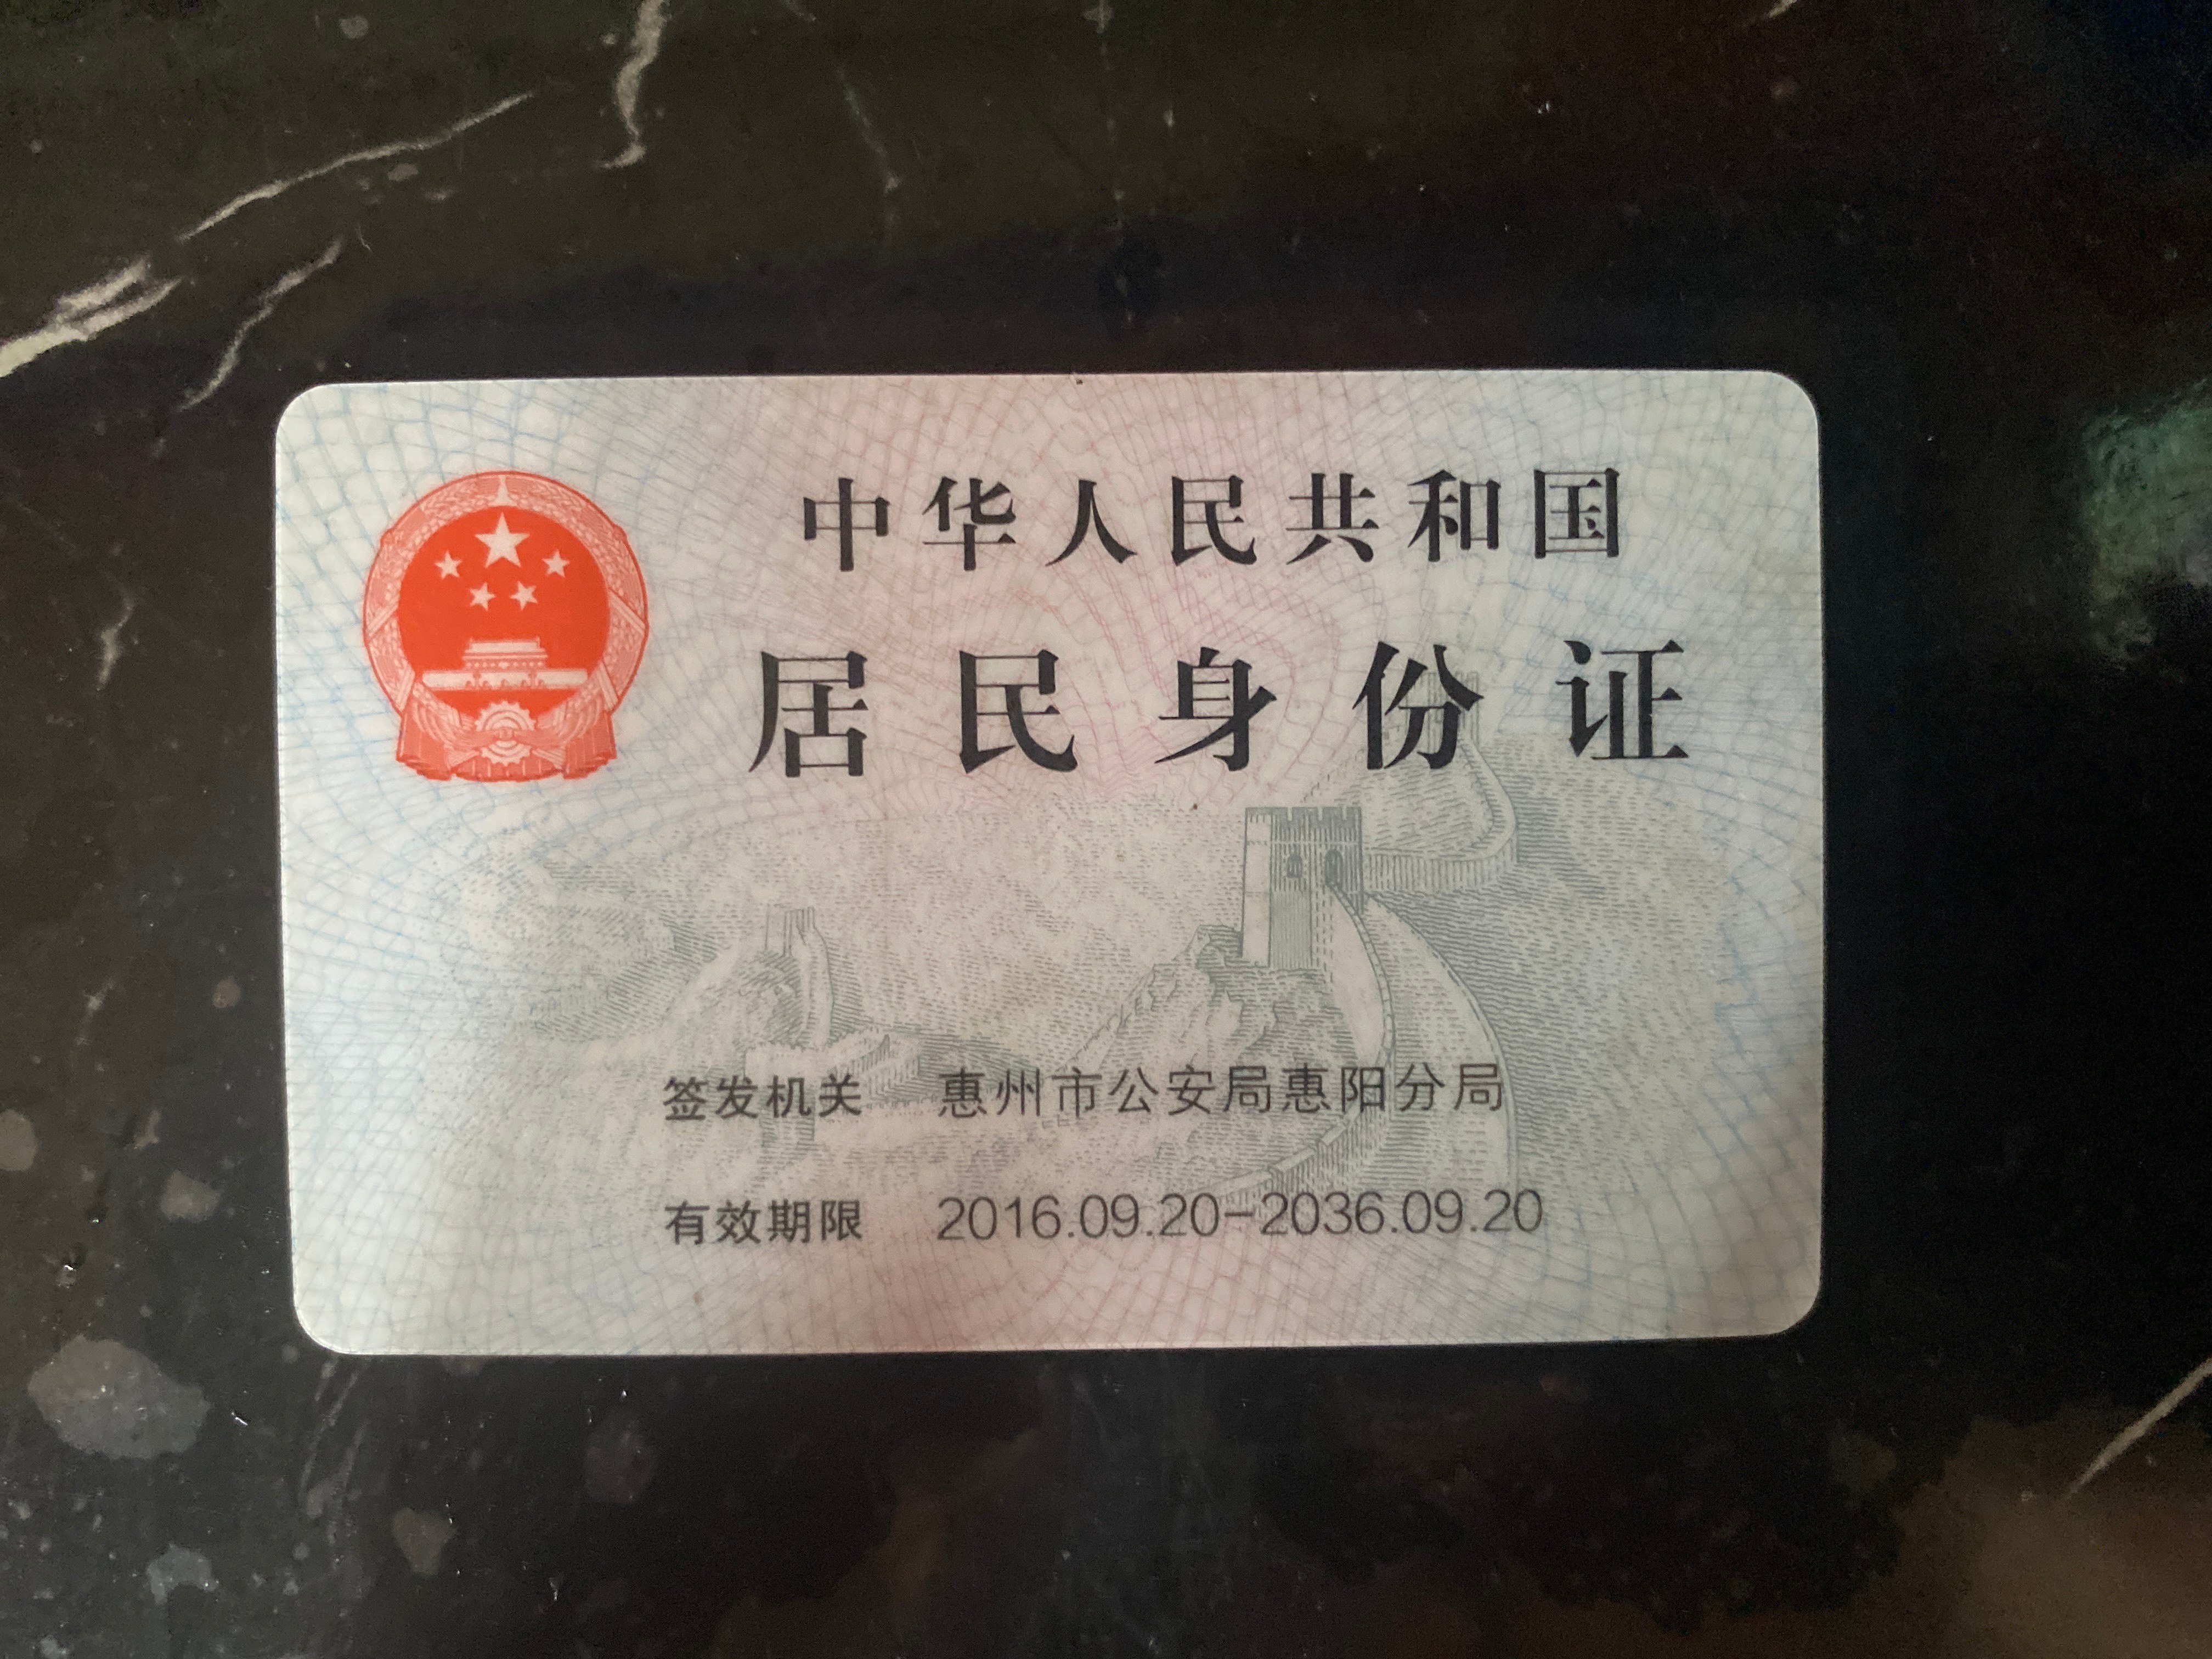 中华人民共和国
居民身份证
签发机关 惠州市公安局惠阳分局
有效期限 2016.09.20-2036.09.20